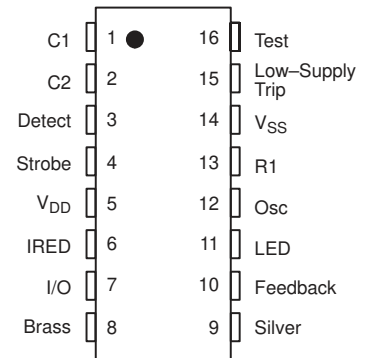 C1 1 16 Test
C2 2 15 Low–Supply Trip
Detect 3 14 VSS
Strobe 4 13 R1
VDD 5 12 Osc
IRED 6 11 LED
I/O 7 10 Feedback
Brass 8 9 Silver